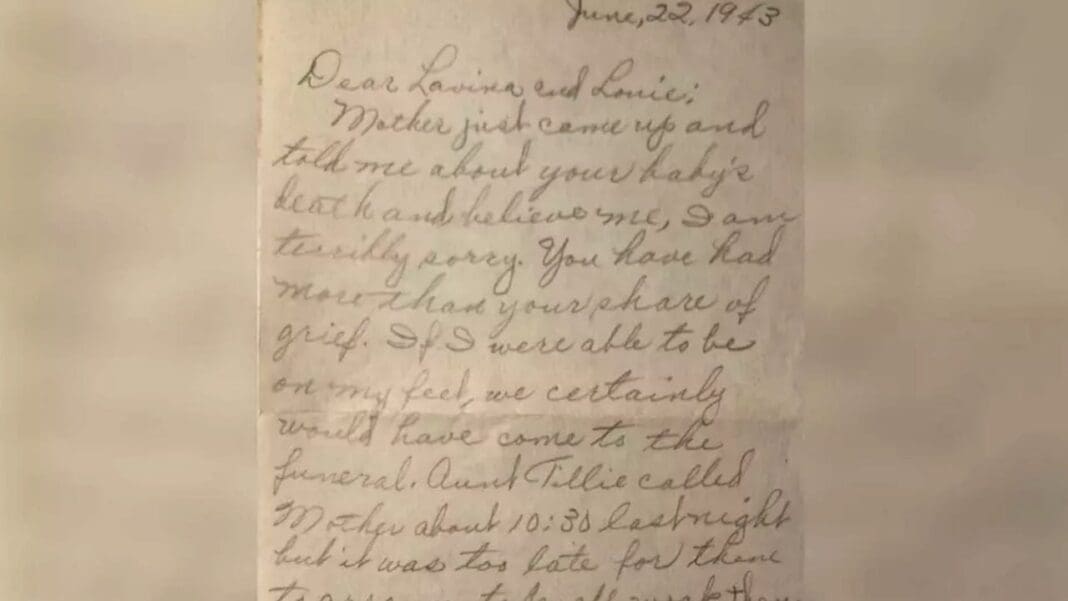 June, 22, 1943
Dear Lavina and Louie;
Mother just came up and
told me about your baby's
death and believe me, I am
terribly sorry. You have had
more than your share of
grief. If I were able to be
on my feet, we certainly
would have come to the
funeral. Aunt Tillie called
Mother about 10:30 last night
but it was too late for them
to